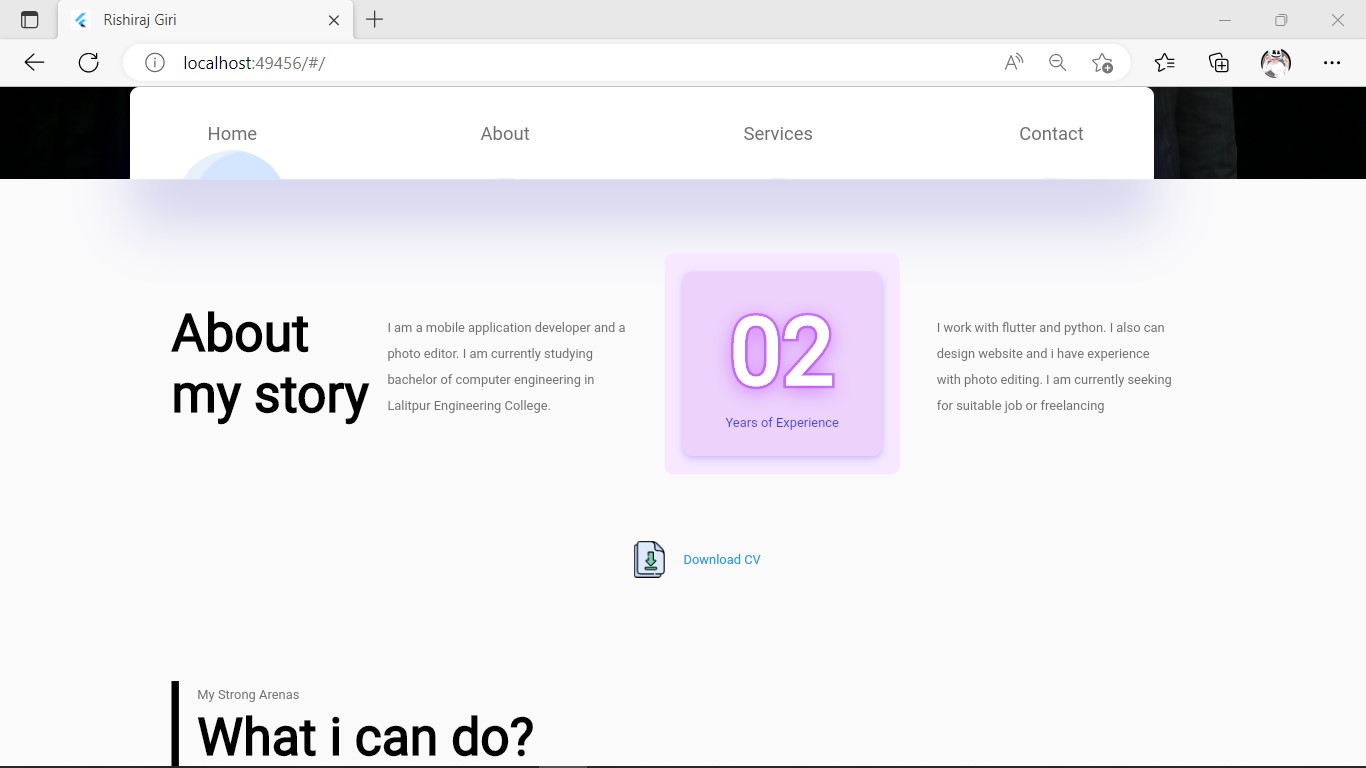 Rishiraj Giri
localhost:49456/#/
Home
About
Services
Contact
About
my story
I am a mobile application developer and a
photo editor. I am currently studying
bachelor of computer engineering in
Lalitpur Engineering College.
02
Years of Experience
I work with flutter and python. I also can
design website and i have experience
with photo editing. I am currently seeking
for suitable job or freelancing
Download CV
My Strong Arenas
What i can do?